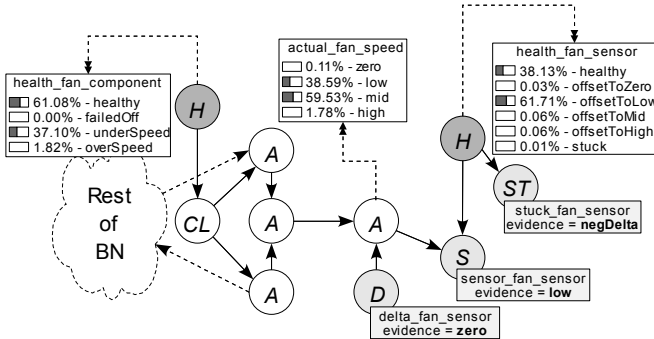 health_fan_component
61.08% - healthy
0.00% - failedOff
37.10% - underSpeed
1.82% - overSpeed
H
actual_fan_speed
0.11% - zero
38.59% - low
59.53% - mid
1.78% - high
health_fan_sensor
38.13% - healthy
0.03% - offsetToZero
61.71% - offsetToLow
0.06% - offsetToMid
0.06% - offsetToHigh
0.01% - stuck
H
A
ST
stuck_fan_sensor
evidence = negDelta
Rest
of
BN
CL
A
A
S
sensor_fan_sensor
evidence = low
A
D
delta_fan_sensor
evidence = zero